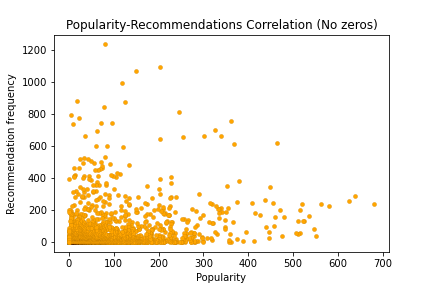 Popularity-Recommendations Correlation (No zeros)
1200
1000
800
600
400
200
0
Recommendation frequency
0 100 200 300 400 500 600 700
Popularity